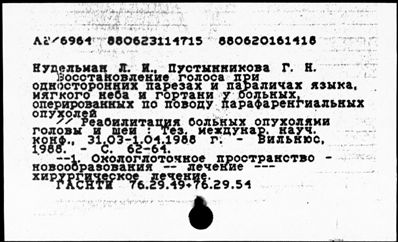 А2/6964 880623114715 880620161418
Нудельман Л. И., Пустынникова Г. Н.
Восстановление голоса при
односторонних парезах и параличах языка,
мягкого неба и гортани у больных,
оперированных по поводу парафаренгиальных
опухолей
// Реабилитация больных опухолями
головы и шеи : Тез. междунар. науч.
конф., 31.03-1.04.1988 г. - Вильнюс,
1988. - С. 62-64.
--1. Окологлоточное пространство -
новообразования -- лечение ---
хирургическое лечение.
ГАСНТИ 76.29.49+76.29.54